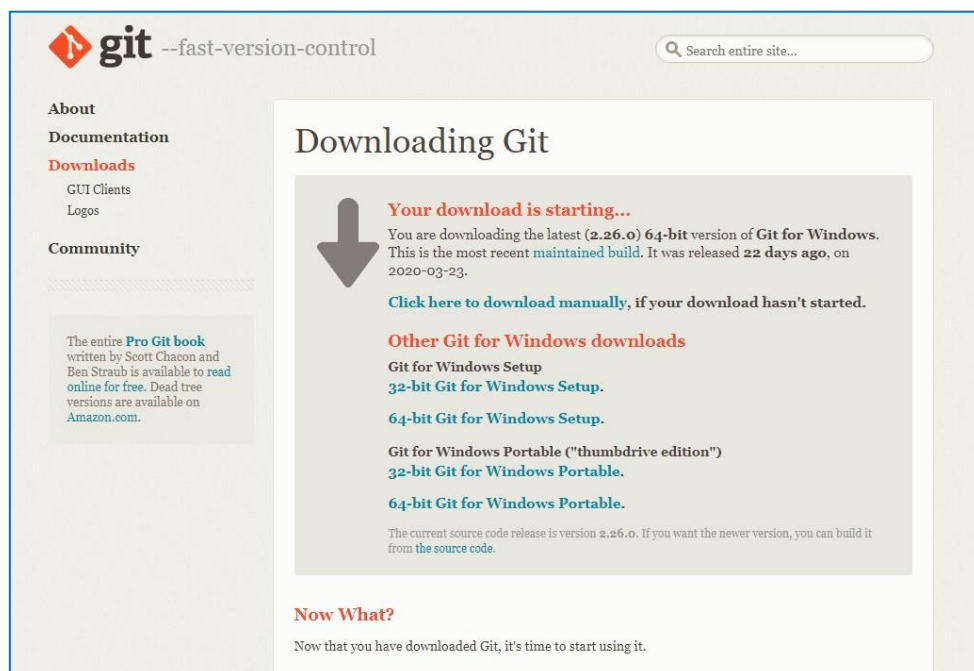 git --fast-version-control
Search entire site...
About
Documentation
Downloads
GUI Clients
Logos
Community
The entire Pro Git book
written by Scott Chacon and
Ben Straub is available to read
online for free. Dead tree
versions are available on
Amazon.com.
Downloading Git
Your download is starting...
You are downloading the latest (2.26.0) 64-bit version of Git for Windows.
This is the most recent maintained build. It was released 22 days ago, on
2020-03-23.
Click here to download manually, if your download hasn't started.
Other Git for Windows downloads
Git for Windows Setup
32-bit Git for Windows Setup.
64-bit Git for Windows Setup.
Git for Windows Portable ("thumbdrive edition")
32-bit Git for Windows Portable.
64-bit Git for Windows Portable.
The current source code release is version 2.26.0. If you want the newer version, you can build it
from the source code.
Now What?
Now that you have downloaded Git, it's time to start using it.